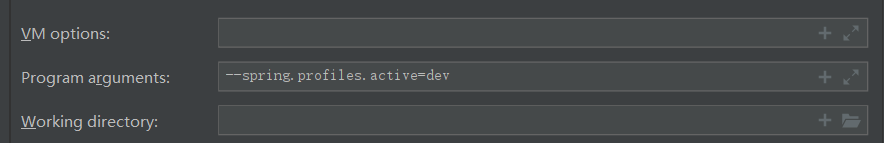 VM options:
Program arguments: --spring.profiles.active=dev
Working directory: